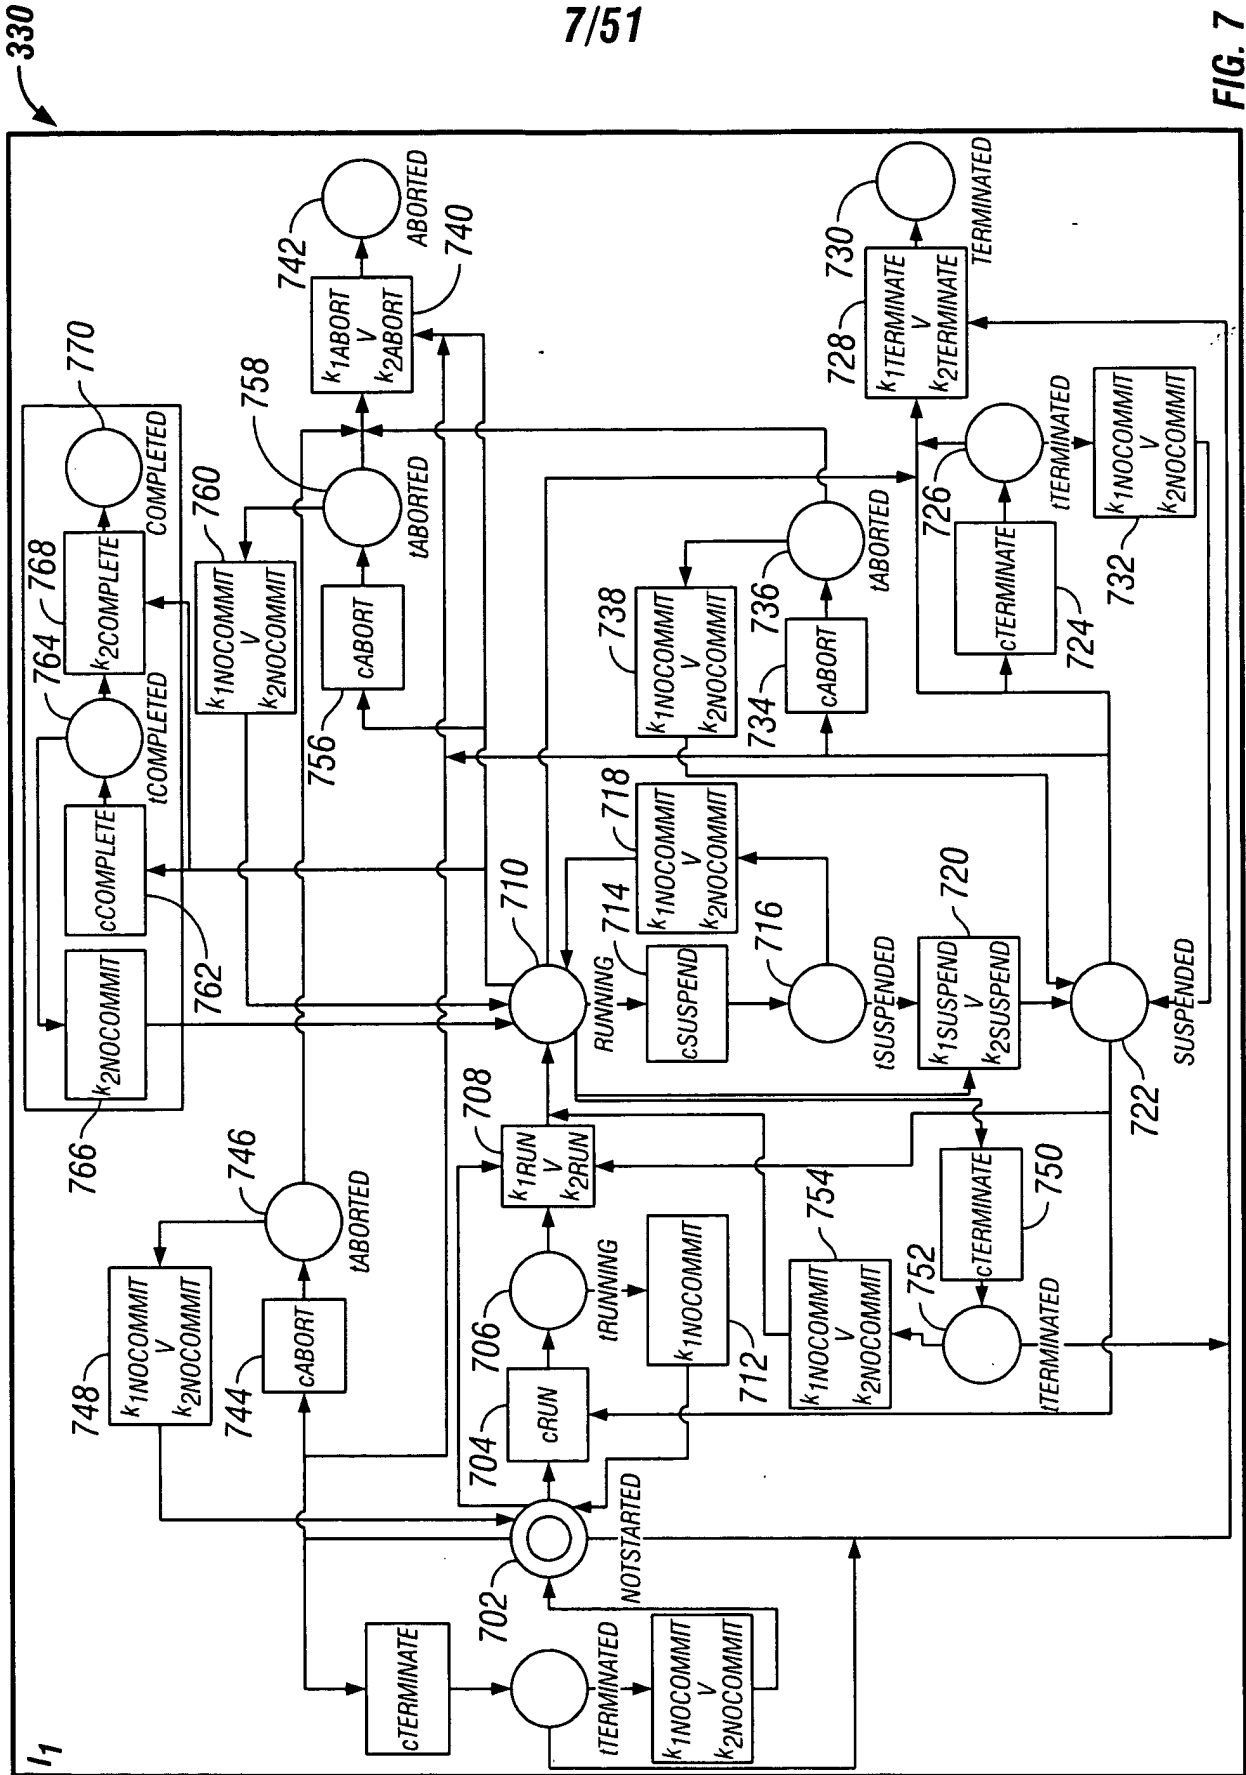 7/51
330
FIG. 7
I1
766
k2NOCOMMIT
762
cCOMPLETE
764
tCOMPLETED
768
k2COMPLETE
770
COMPLETED
760
k1NOCOMMIT
V
k2NOCOMMIT
748
k1NOCOMMIT
V
k2NOCOMMIT
744
cABORT
746
tABORTED
756
cABORT
758
tABORTED
742
ABORTED
k1ABORT
V
k2ABORT
740
cTERMINATE
tTERMINATED
k1NOCOMMIT
V
k2NOCOMMIT
702
NOTSTARTED
704
cRUN
706
tRUNNING
k1NOCOMMIT
712
708
k1RUN
V
k2RUN
710
RUNNING
714
cSUSPEND
716
tSUSPENDED
718
k1NOCOMMIT
V
k2NOCOMMIT
720
k1SUSPEND
V
k2SUSPEND
722
SUSPENDED
738
k1NOCOMMIT
V
k2NOCOMMIT
734
cABORT
736
tABORTED
754
k1NOCOMMIT
V
k2NOCOMMIT
752
tTERMINATED
cTERMINATE
750
cTERMINATE
724
726
tTERMINATED
k1NOCOMMIT
V
k2NOCOMMIT
732
728
k1TERMINATE
V
k2TERMINATE
730
TERMINATED